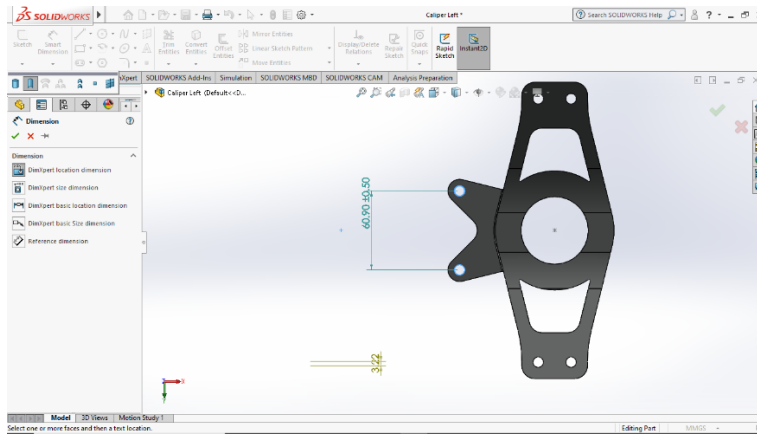 SOLIDWORKS
Caliper Left *
Search SOLIDWORKS Help
Sketch
Smart Dimension
Trim Entities
Convert Entities
Offset Entities
Mirror Entities
Linear Sketch Pattern
Move Entities
Display/Delete Relations
Repair Sketch
Quick Snaps
Rapid Sketch
Instant2D
SOLIDWORKS Add-Ins
Simulation
SOLIDWORKS MBD
SOLIDWORKS CAM
Analysis Preparation
Caliper Left (Default<<D...
Dimension
Dimension
DimXpert location dimension
DimXpert size dimension
DimXpert basic location dimension
DimXpert basic Size dimension
Reference dimension
60.90 ±0.50
3.22
Model
3D Views
Motion Study 1
Select one or more faces and then a text location.
Editing Part
MMGS